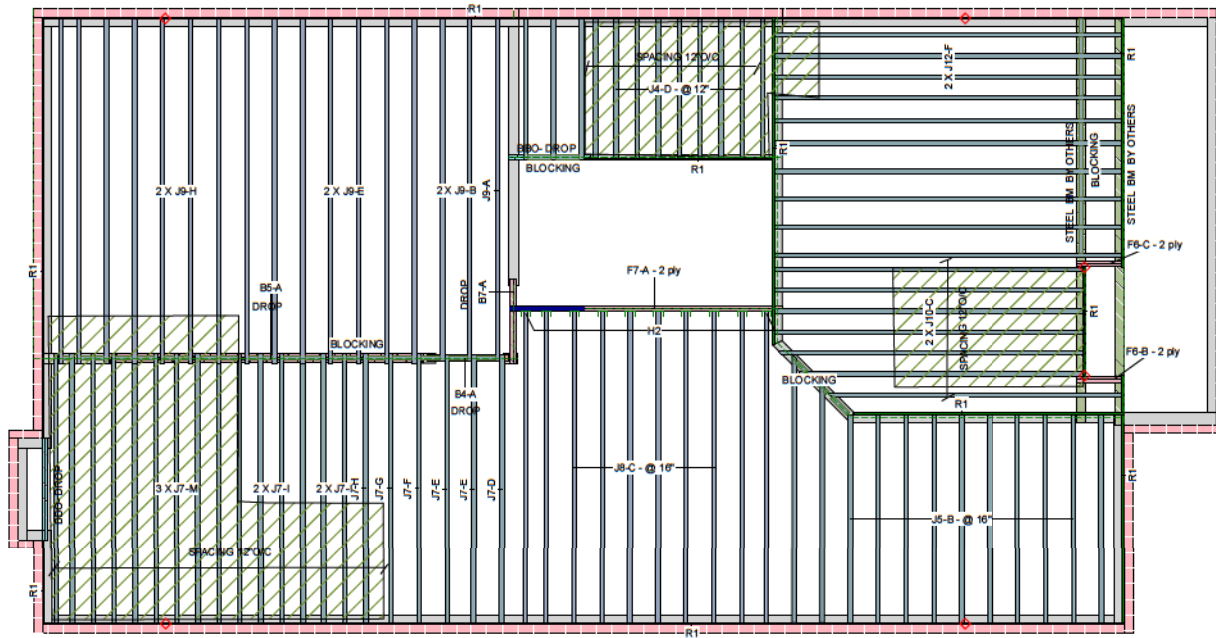 R1
SPACING 12"O/C
J4-D - @ 12"
2 X J12-F
R1
STEEL BM BY OTHERS
BLOCKING
STEEL BM BY OTHERS
BBO- DROP
BLOCKING
R1
R1
2 X J9-H
2 X J9-E
2 X J9-B
J9-A
R1
B5-A
DROP
DROP
B7-A
F7-A - 2 ply
F6-C - 2 ply
H2
2 X J10-C
SPACING 12"O/C
R1
BLOCKING
F6-B - 2 ply
BLOCKING
B4-A
DROP
R1
BBO- DROP
3 X J7-M
2 X J7-I
J7-H
J7-G
J7-F
J7-E
J7-E
J7-D
J8-C - @ 16"
R1
J5-B - @ 16"
SPACING 12"O/C
R1
R1